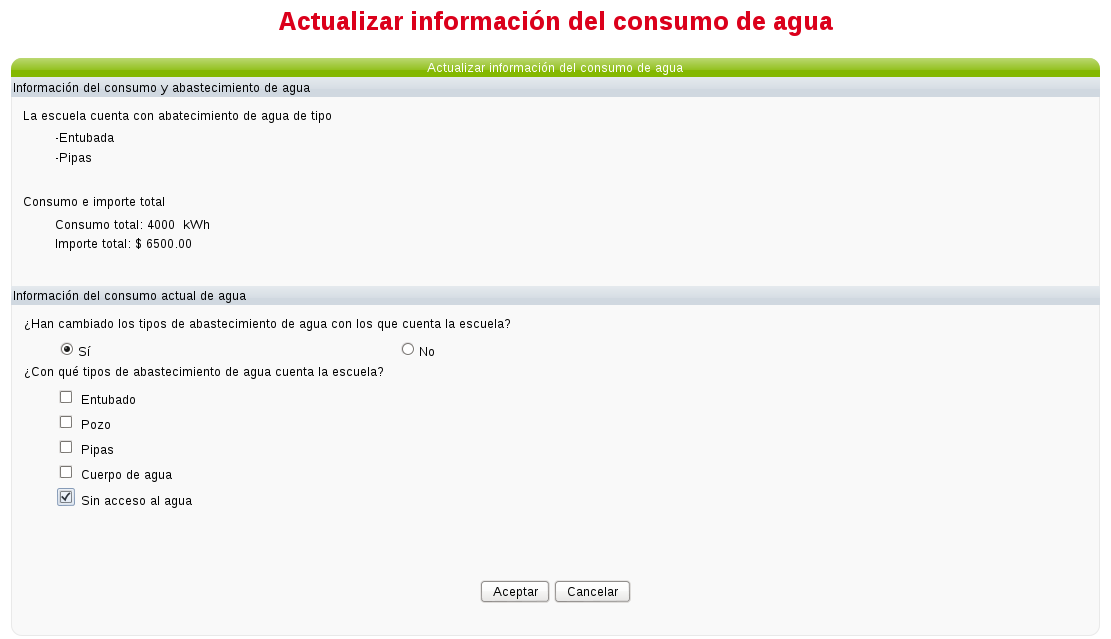 Actualizar información del consumo de agua
Actualizar información del consumo de agua
Información del consumo y abastecimiento de agua
La escuela cuenta con abatecimiento de agua de tipo
-Entubada
-Pipas
Consumo e importe total
Consumo total: 4000 kWh
Importe total: $ 6500.00
Información del consumo actual de agua
¿Han cambiado los tipos de abastecimiento de agua con los que cuenta la escuela?
Sí No
¿Con qué tipos de abastecimiento de agua cuenta la escuela?
Entubado
Pozo
Pipas
Cuerpo de agua
Sin acceso al agua
Aceptar Cancelar